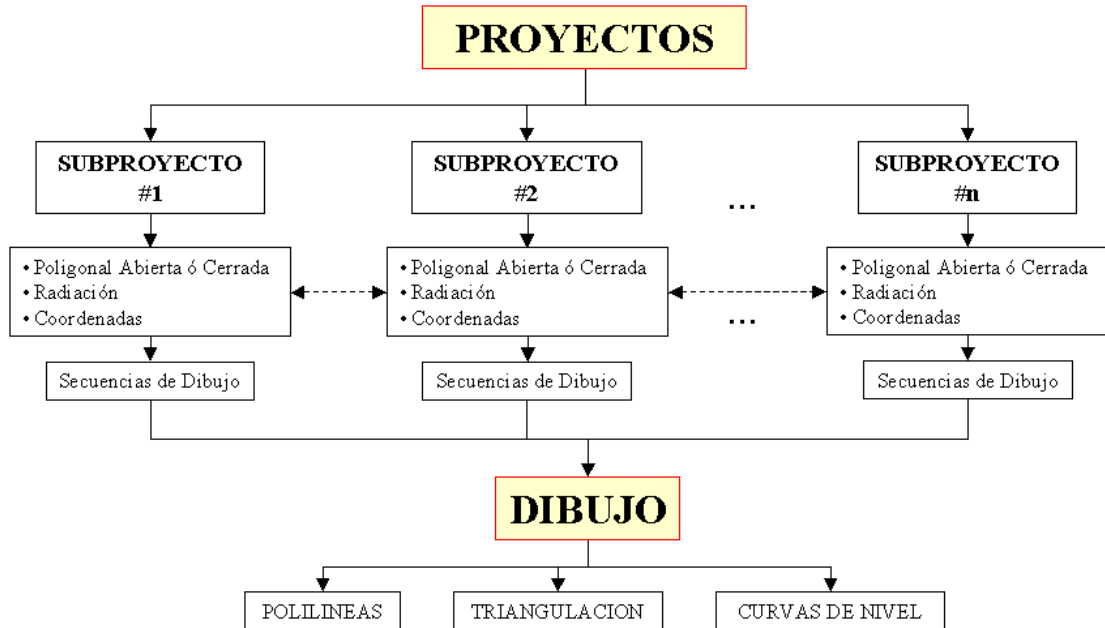 PROYECTOS
SUBPROYECTO
#1
SUBPROYECTO
#2
...
SUBPROYECTO
#n
• Poligonal Abierta ó Cerrada
• Radiación
• Coordenadas
• Poligonal Abierta ó Cerrada
• Radiación
• Coordenadas
...
• Poligonal Abierta ó Cerrada
• Radiación
• Coordenadas
Secuencias de Dibujo
Secuencias de Dibujo
Secuencias de Dibujo
DIBUJO
POLILINEAS
TRIANGULACION
CURVAS DE NIVEL